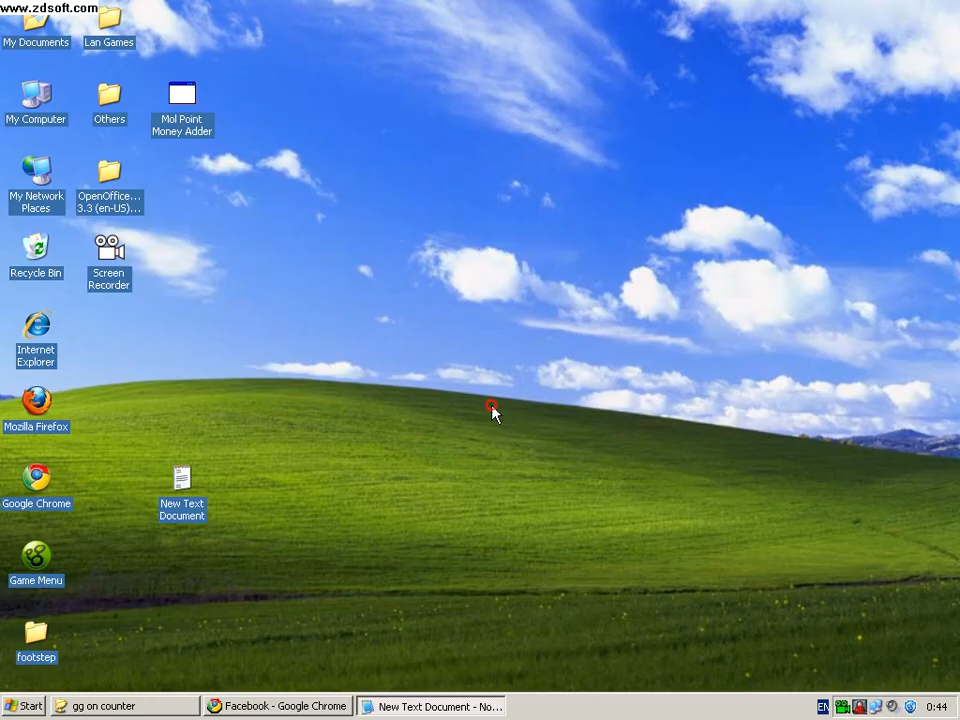 www.zdsoft.com
My Documents
Lan Games
My Computer
Others
Mol Point
Money Adder
My Network
Places
OpenOffice...
3.3 (en-US)...
Recycle Bin
Screen
Recorder
Internet
Explorer
Mozilla Firefox
Google Chrome
New Text
Document
Game Menu
footstep
Start
gg on counter
Facebook - Google Chrome
New Text Document - No...
EN
0:44